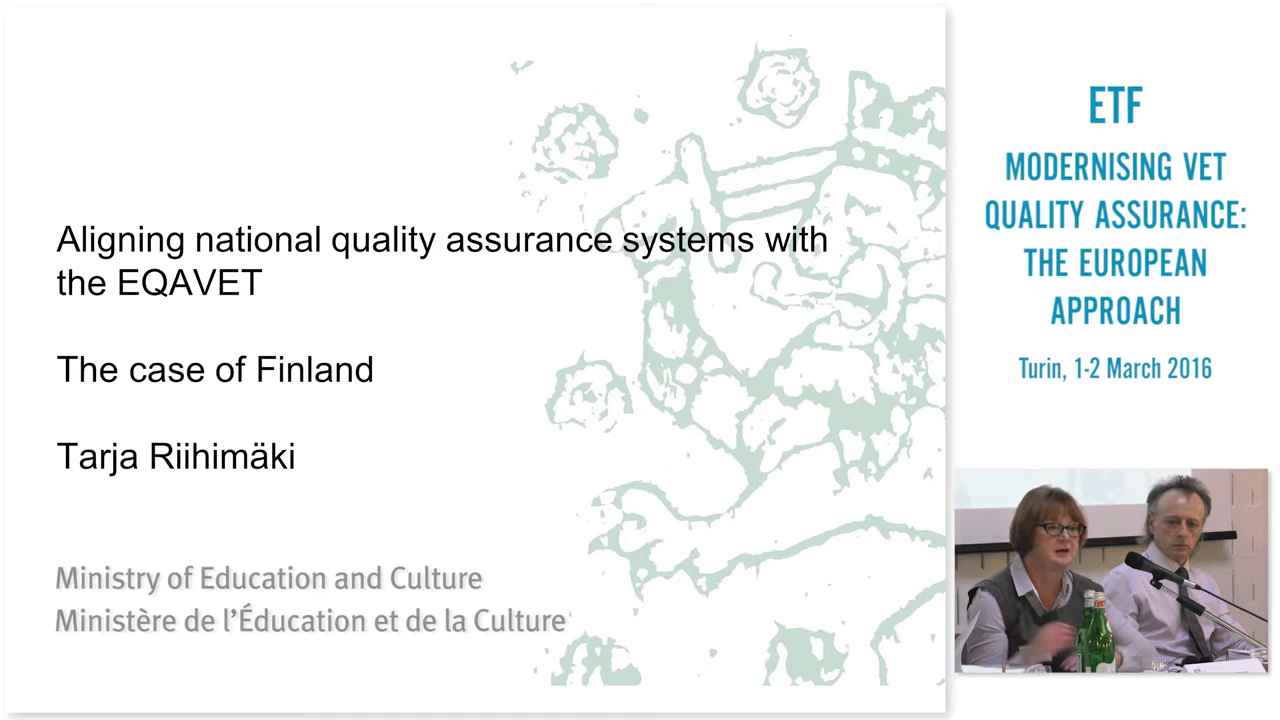 Aligning national quality assurance systems with
the EQAVET
The case of Finland
Tarja Riihimäki
Ministry of Education and Culture
Ministère de l'Éducation et de la Culture
ETF
MODERNISING VET
QUALITY ASSURANCE:
THE EUROPEAN
APPROACH
Turin, 1-2 March 2016